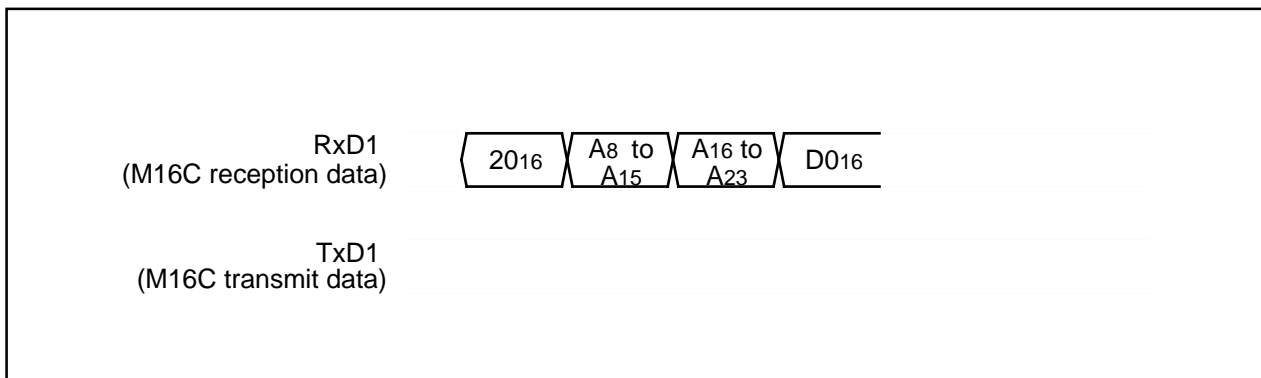 RxD1
(M16C reception data)
2016
A8 to
A15
A16 to
A23
D016
TxD1
(M16C transmit data)